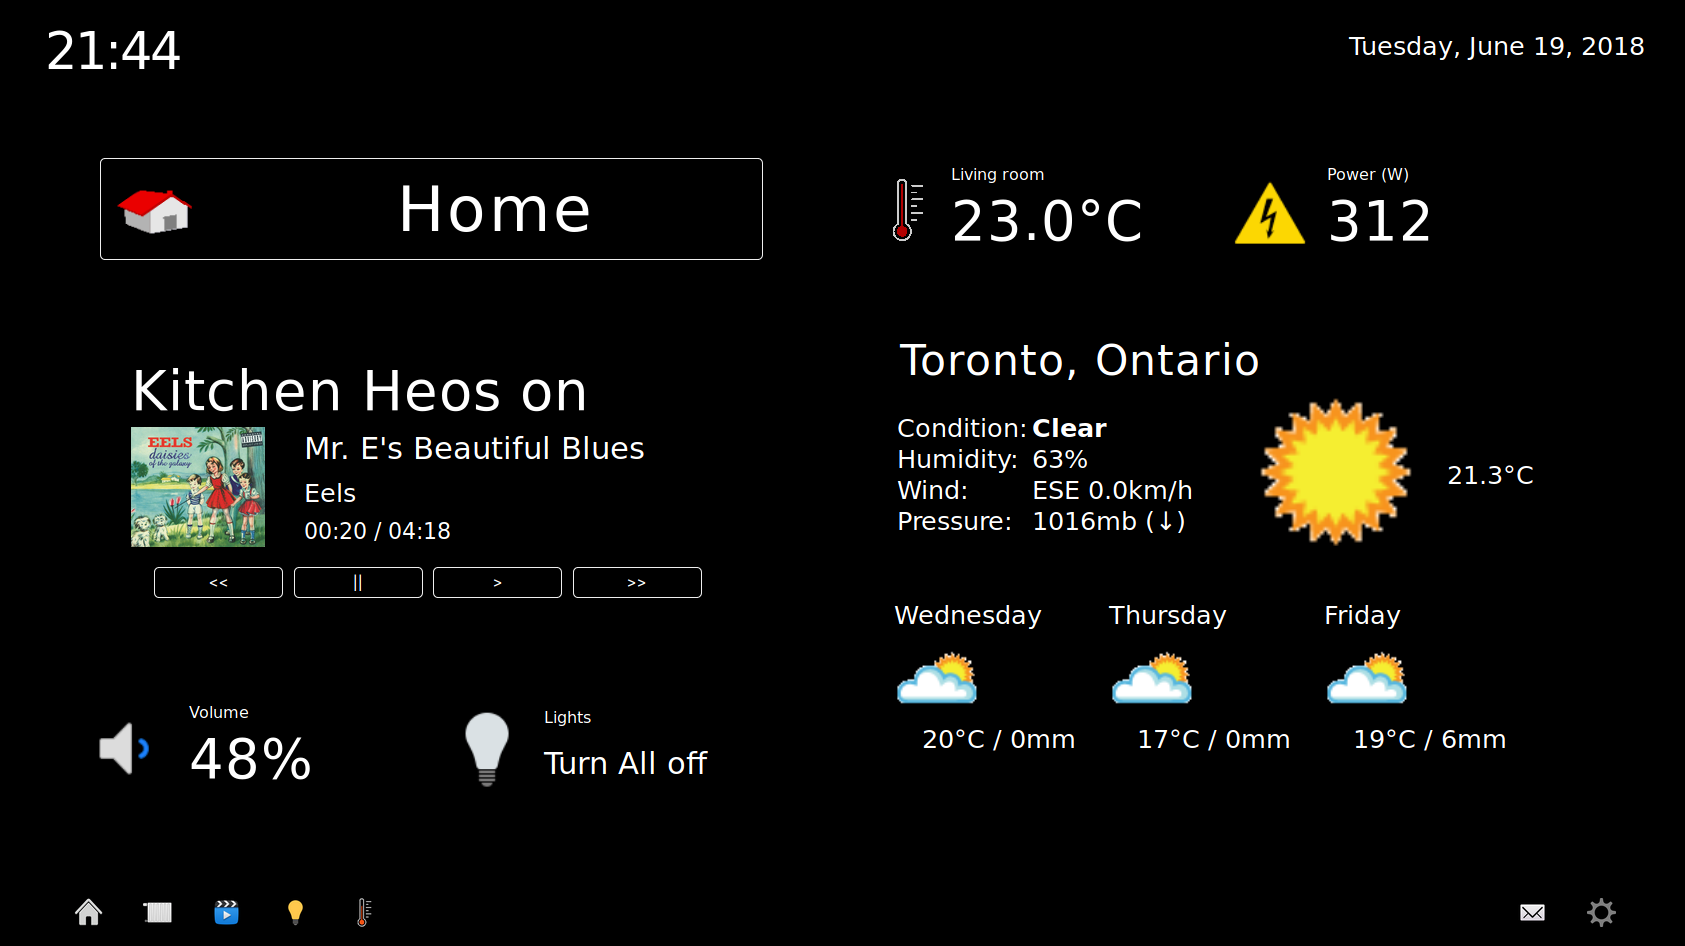 21:44
Tuesday, June 19, 2018
Home
Living room
23.0°C
Power (W)
312
Kitchen Heos on
EELS
daisies
of the galaxy
Mr. E's Beautiful Blues
Eels
00:20 / 04:18
<< || > >>
Volume
48%
Lights
Turn All off
Toronto, Ontario
Condition: Clear
Humidity: 63%
Wind: ESE 0.0km/h
Pressure: 1016mb (↓)
21.3°C
Wednesday Thursday Friday
20°C / 0mm 17°C / 0mm 19°C / 6mm